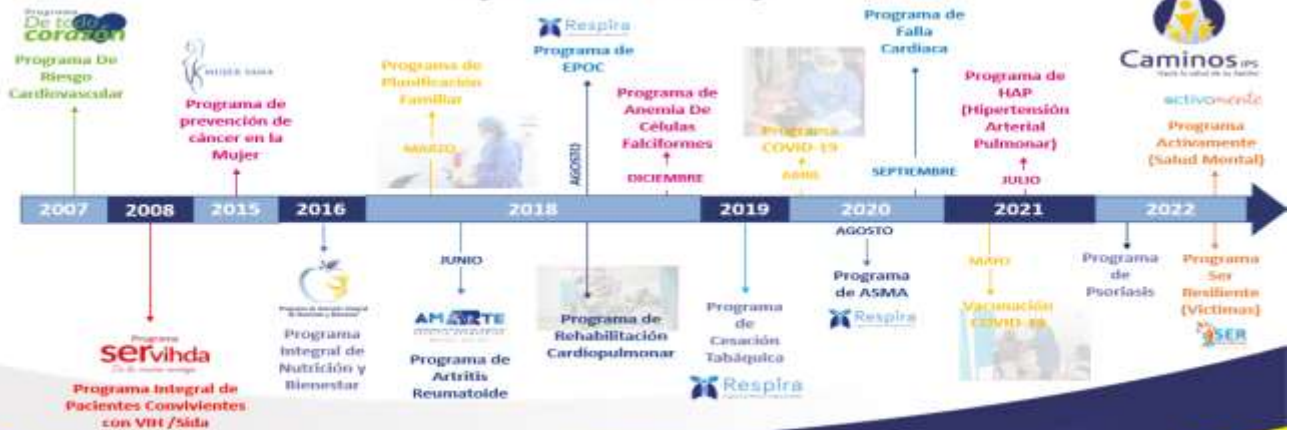 Programa
De todo
corazón
Programa De
Riesgo
Cardiovascular
MUJER SANA
Programa de
prevención de
cáncer en la
Mujer
Programa de
Planificación
Familiar
MARZO
Respira
Programa de
EPOC
AGOSTO
Programa de
Anemia De
Células
Falciformes
DICIEMBRE
Programa
COVID-19
ABRIL
Programa de
Falla
Cardiaca
SEPTIEMBRE
Programa de
HAP
(Hipertensión
Arterial
Pulmonar)
JULIO
Caminos IPS
activamente
Programa
Activamente
(Salud Mental)
2007 2008 2015 2016 2018 2019 2020 2021 2022
Programa
servihda
Programa Integral de
Pacientes Convivientes
con VIH /Sida
Programa
Integral de
Nutrición y
Bienestar
JUNIO
AMARTE
Programa de
Artritis
Reumatoide
Programa de
Rehabilitación
Cardiopulmonar
Programa
de
Cesación
Tabáquica
Respira
AGOSTO
Programa
de ASMA
Respira
MAYO
Vacunación
COVID-19
Programa
de
Psoriasis
Programa
Ser
Resiliente
(Victimas)
SER